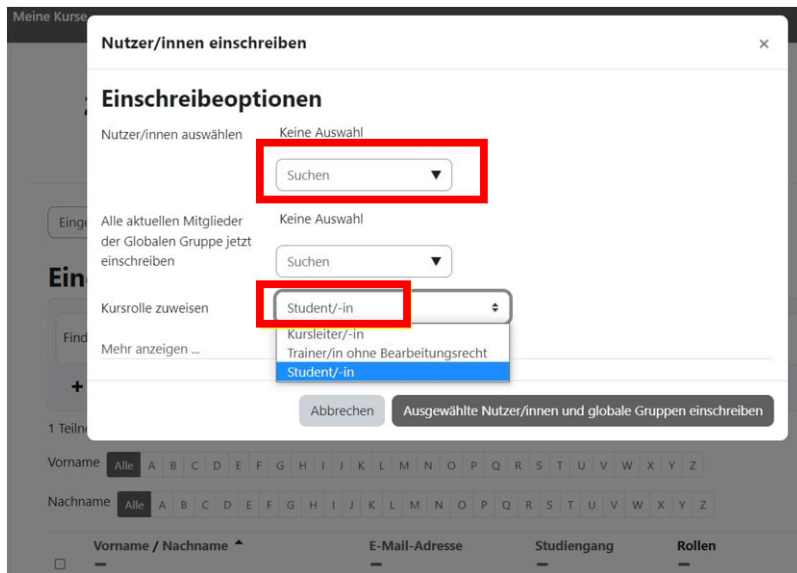 Meine Kurse
Nutzer/innen einschreiben
×
Einschreibeoptionen
Nutzer/innen auswählen
Keine Auswahl
Suchen ▼
Alle aktuellen Mitglieder
der Globalen Gruppe jetzt
einschreiben
Keine Auswahl
Suchen ▼
Kursrolle zuweisen
Student/-in
Kursleiter/-in
Trainer/in ohne Bearbeitungsrecht
Student/-in
Mehr anzeigen ...
Abbrechen
Ausgewählte Nutzer/innen und globale Gruppen einschreiben
Vorname Alle A B C D E F G H I J K L M N O P Q R S T U V W X Y Z
Nachname Alle A B C D E F G H I J K L M N O P Q R S T U V W X Y Z
Vorname / Nachname E-Mail-Adresse Studiengang Rollen